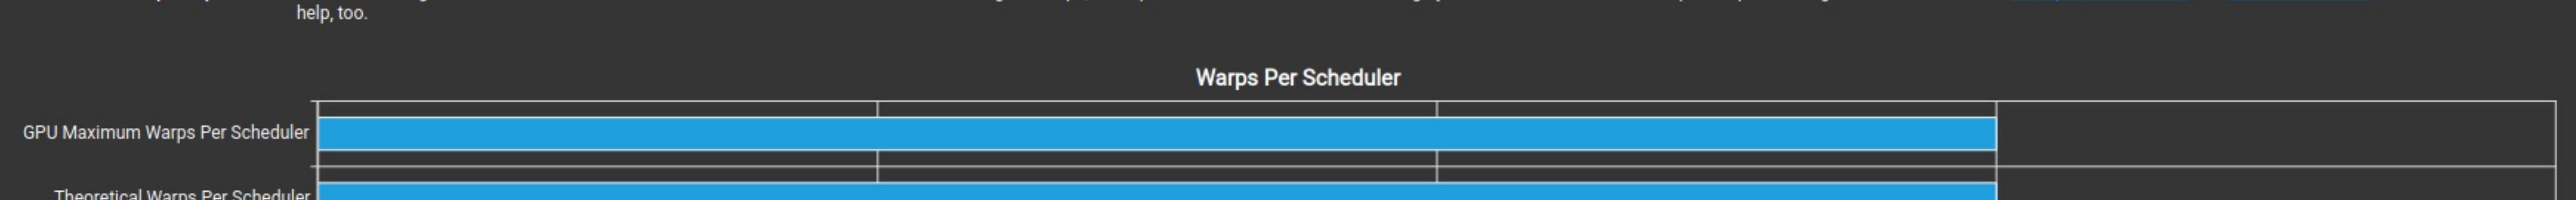 help, too.
Warps Per Scheduler
GPU Maximum Warps Per Scheduler
Theoretical Warps Per Scheduler